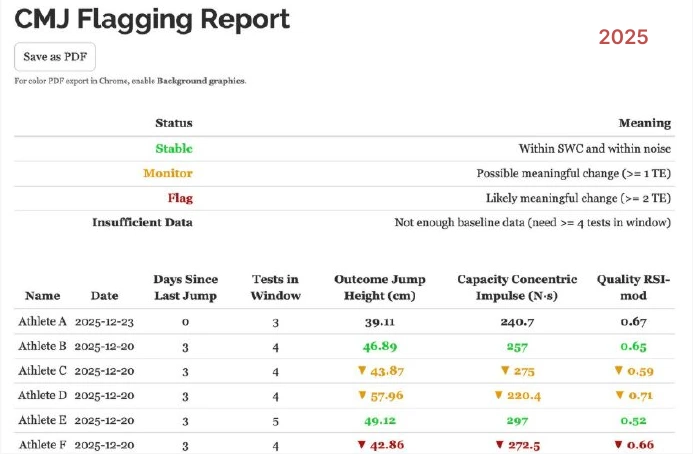 CMJ Flagging Report
2025
Save as PDF
For color PDF export in Chrome, enable Background graphics.
Status Meaning
Stable Within SWC and within noise
Monitor Possible meaningful change (>= 1 TE)
Flag Likely meaningful change (>= 2 TE)
Insufficient Data Not enough baseline data (need >= 4 tests in window)
Name Date Days Since Last Jump Tests in Window Outcome Jump Height (cm) Capacity Concentric Impulse (N·s) Quality RSI-mod
Athlete A 2025-12-23 0 3 39.11 240.7 0.67
Athlete B 2025-12-20 3 4 46.89 257 0.65
Athlete C 2025-12-20 3 4 ▼ 43.87 ▼ 275 ▼ 0.59
Athlete D 2025-12-20 3 4 ▼ 57.96 ▼ 220.4 ▼ 0.71
Athlete E 2025-12-20 3 5 49.12 297 0.52
Athlete F 2025-12-20 3 4 ▼ 42.86 ▼ 272.5 ▼ 0.66